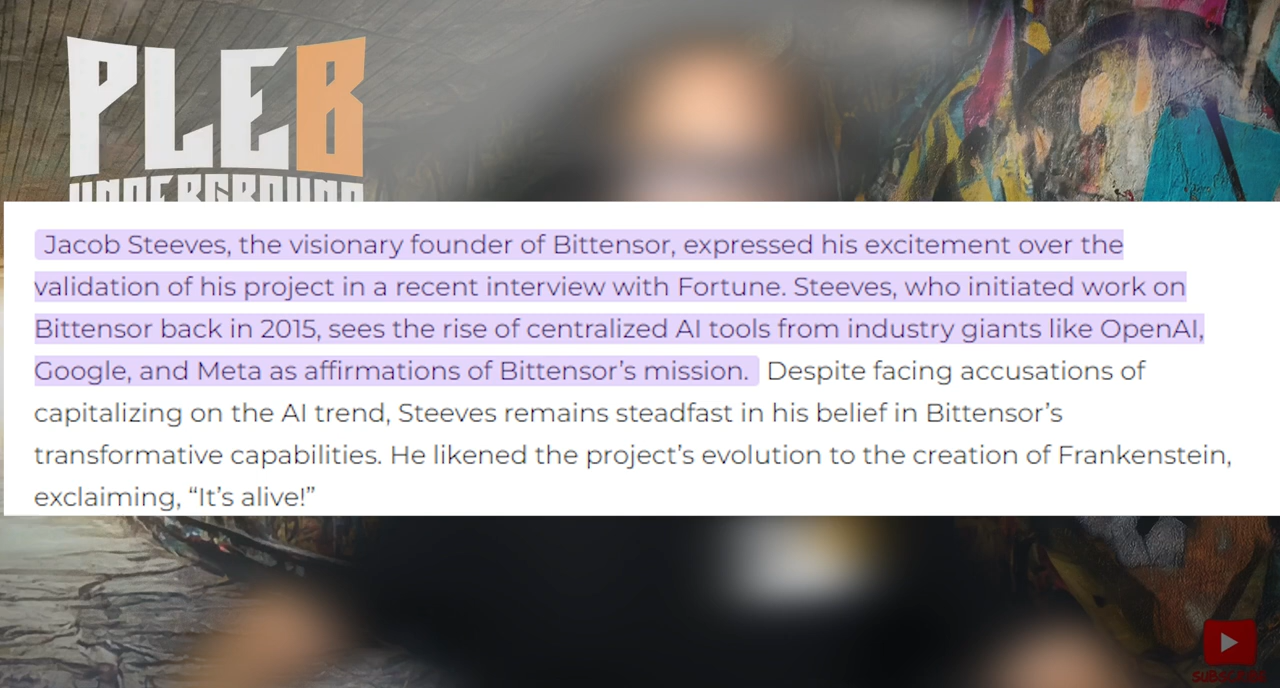 PLEB
UNDERGROUND
Jacob Steeves, the visionary founder of Bittensor, expressed his excitement over the
validation of his project in a recent interview with Fortune. Steeves, who initiated work on
Bittensor back in 2015, sees the rise of centralized AI tools from industry giants like OpenAI,
Google, and Meta as affirmations of Bittensor’s mission. Despite facing accusations of
capitalizing on the AI trend, Steeves remains steadfast in his belief in Bittensor’s
transformative capabilities. He likened the project’s evolution to the creation of Frankenstein,
exclaiming, “It’s alive!”
SUBSCRIBE